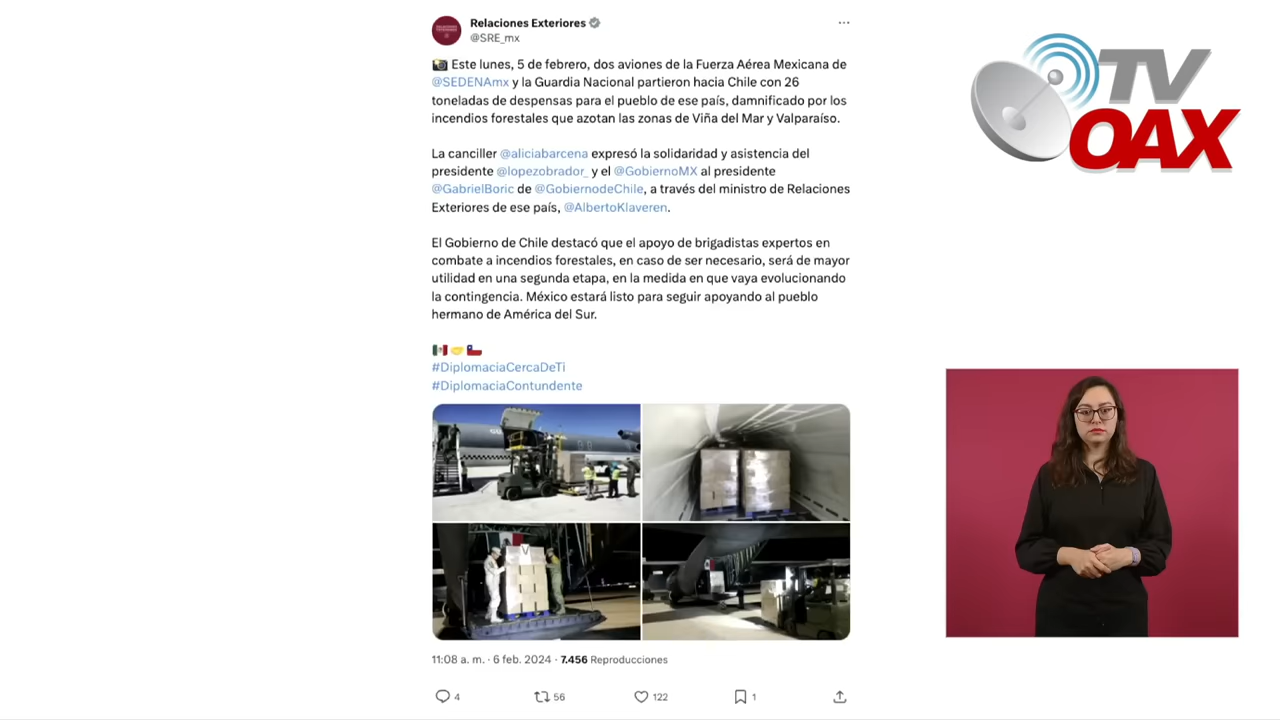 Relaciones Exteriores
@SRE_mx
Este lunes, 5 de febrero, dos aviones de la Fuerza Aérea Mexicana de
@SEDENAmx y la Guardia Nacional partieron hacia Chile con 26
toneladas de despensas para el pueblo de ese país, damnificado por los
incendios forestales que azotan las zonas de Viña del Mar y Valparaíso.
La canciller @aliciabarcena expresó la solidaridad y asistencia del
presidente @lopezobrador_ y el @GobiernoMX al presidente
@GabrielBoric de @GobiernodeChile, a través del ministro de Relaciones
Exteriores de ese país, @AlbertoKlaveren.
El Gobierno de Chile destacó que el apoyo de brigadistas expertos en
combate a incendios forestales, en caso de ser necesario, será de mayor
utilidad en una segunda etapa, en la medida en que vaya evolucionando
la contingencia. México estará listo para seguir apoyando al pueblo
hermano de América del Sur.
#DiplomaciaCercaDeTi
#DiplomaciaContundente
11:08 a. m. · 6 feb. 2024 · 7.456 Reproducciones
4 56 122 1
TV
OAX